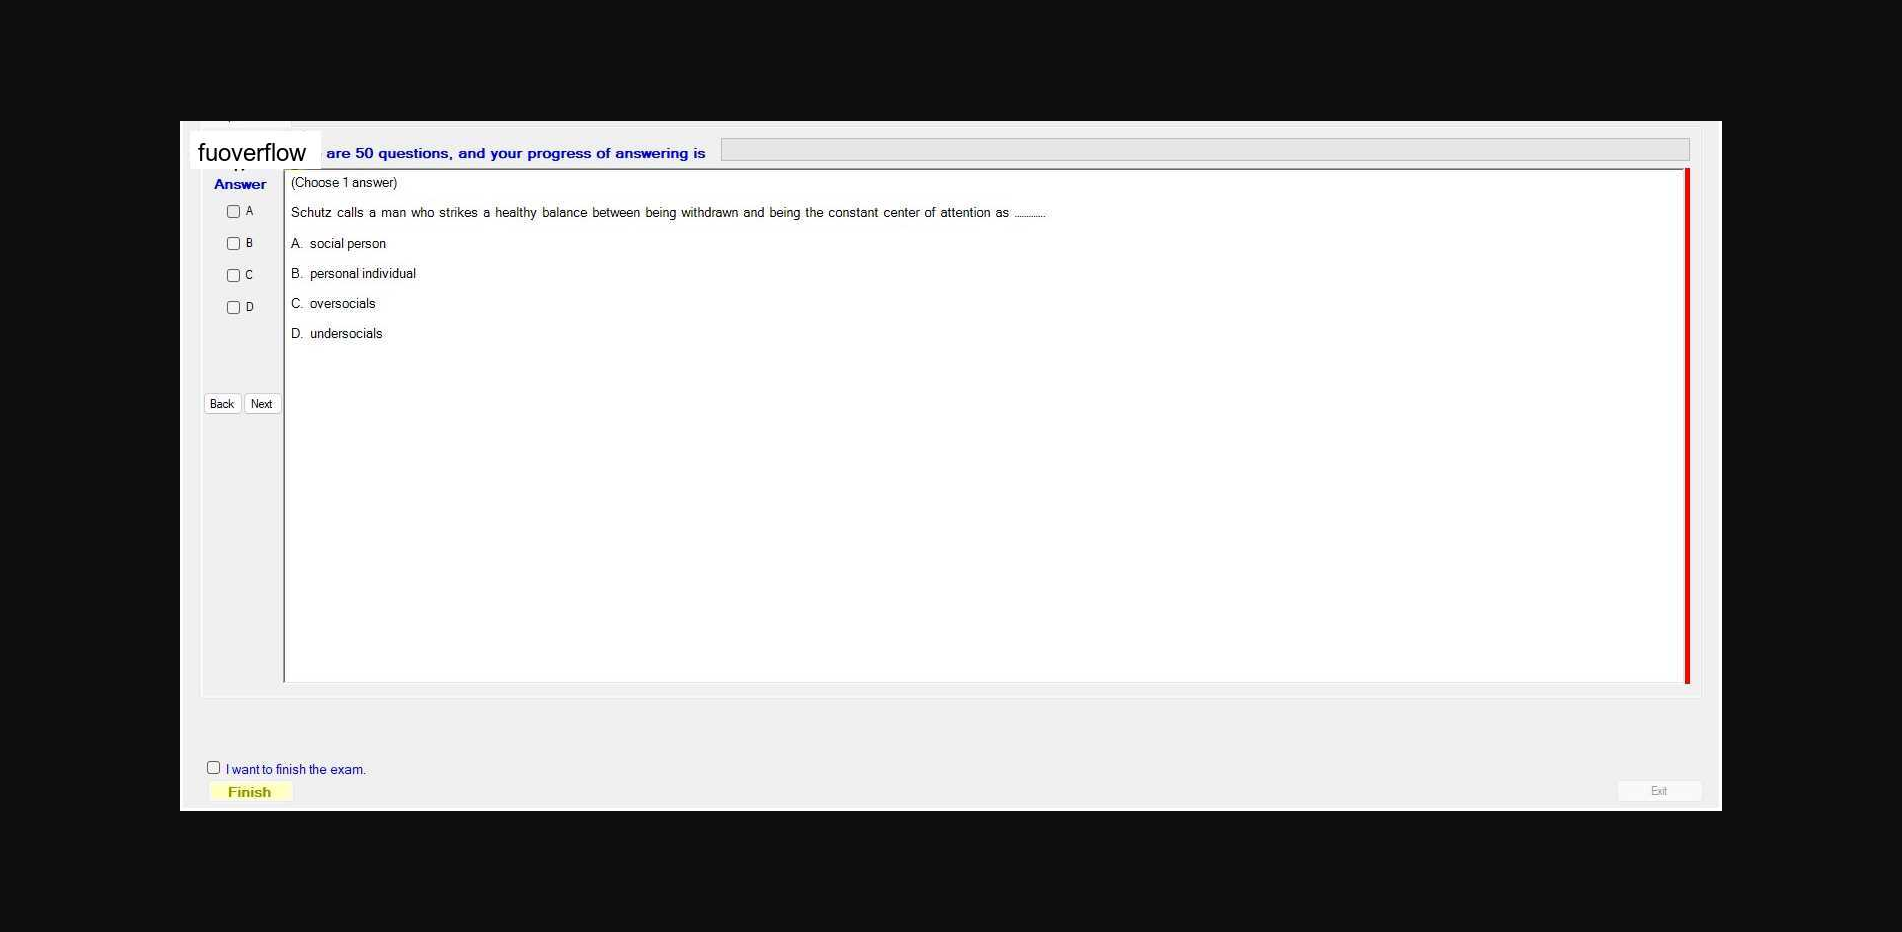 fuoverflow are 50 questions, and your progress of answering is
Answer
(Choose 1 answer)
A
Schutz calls a man who strikes a healthy balance between being withdrawn and being the constant center of attention as ............
B
A. social person
C
B. personal individual
D
C. oversocials
D. undersocials
Back Next
I want to finish the exam.
Finish
Exit